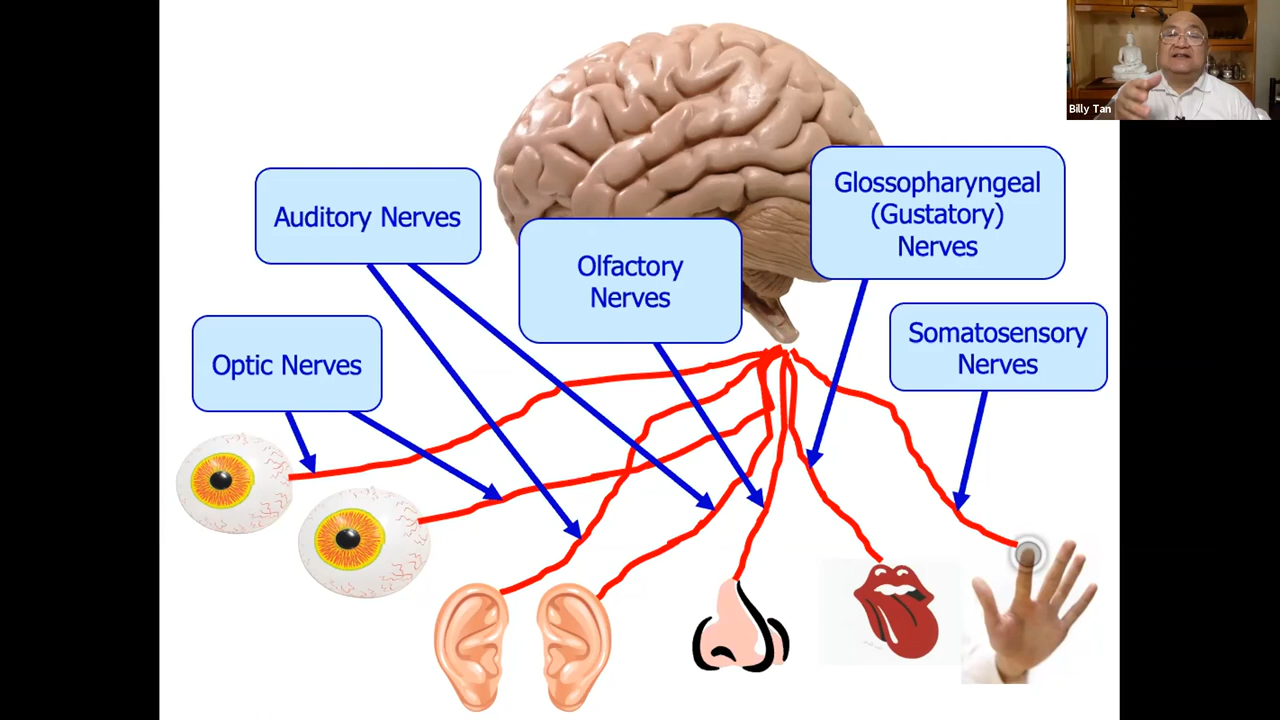 Billy Tan
Auditory Nerves
Glossopharyngeal
(Gustatory)
Nerves
Olfactory
Nerves
Optic Nerves
Somatosensory
Nerves